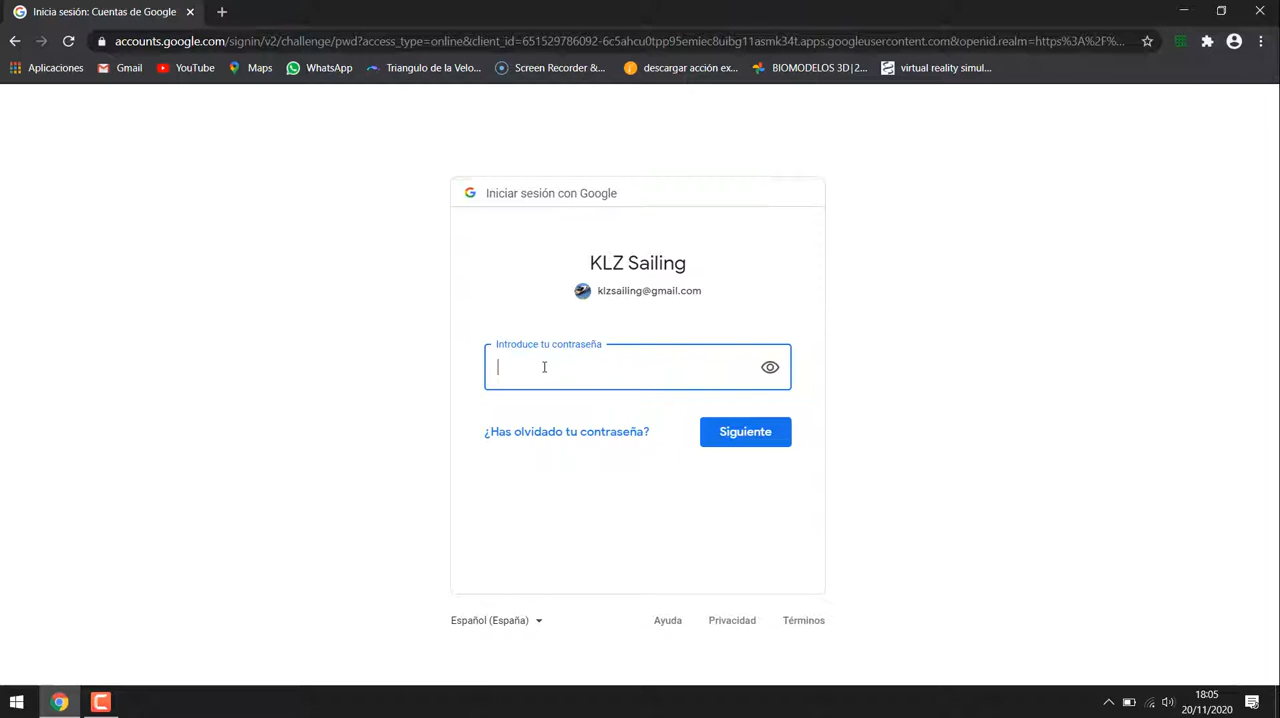 Inicia sesión: Cuentas de Google
accounts.google.com/signin/v2/challenge/pwd?access_type=online&client_id=651529786092-6c5ahcu0tpp95emiec8uibg11asmk34t.apps.googleusercontent.com&openid.realm=https%3A%2F%...
Aplicaciones Gmail YouTube Maps WhatsApp Triangulo de la Velo... Screen Recorder &... descargar acción ex... BIOMODELOS 3D|2... virtual reality simul...
Iniciar sesión con Google
KLZ Sailing
klzsailing@gmail.com
Introduce tu contraseña
¿Has olvidado tu contraseña? Siguiente
Español (España) Ayuda Privacidad Términos
18:05
20/11/2020